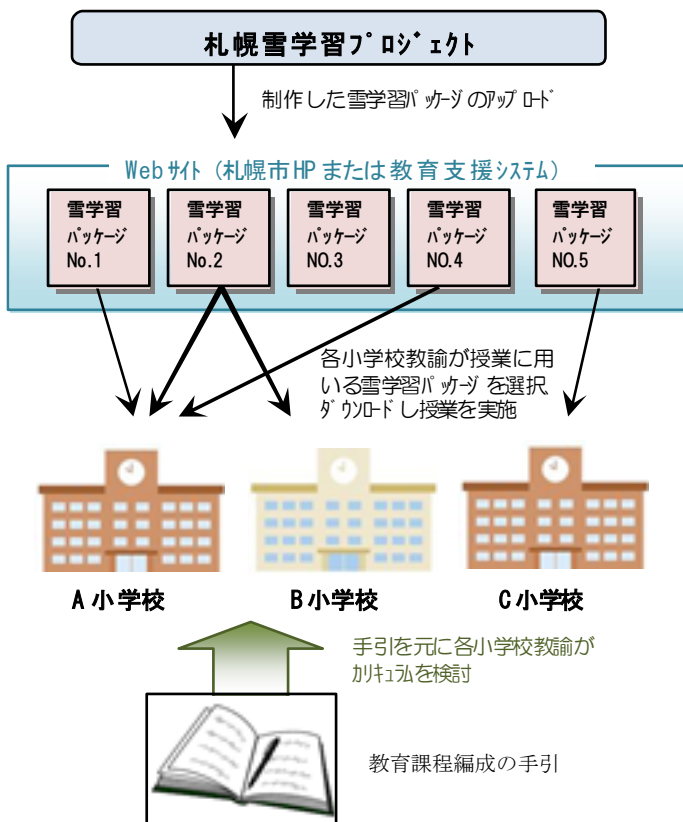 札幌雪学習プロジェクト
制作した雪学習パッケージのアップロード
Webサイト（札幌市HPまたは教育支援システム）
雪学習
パッケージ
No.1
雪学習
パッケージ
No.2
雪学習
パッケージ
NO.3
雪学習
パッケージ
NO.4
雪学習
パッケージ
NO.5
各小学校教諭が授業に用
いる雪学習パッケージを選択、
ダウンロードし授業を実施
A小学校
B小学校
C小学校
手引を元に各小学校教諭が
カリキュラムを検討
教育課程編成の手引